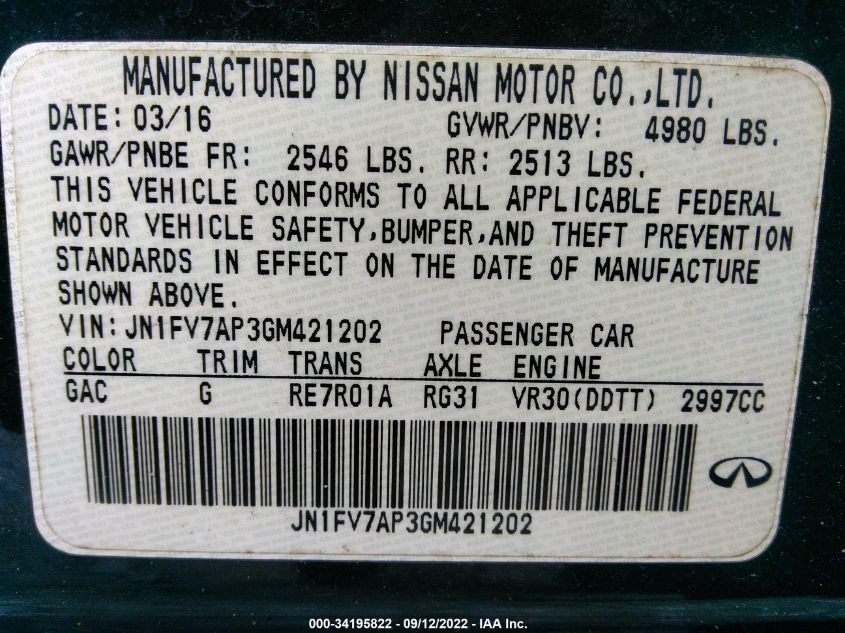 MANUFACTURED BY NISSAN MOTOR CO.,LTD.
DATE: 03/16 GVWR/PNBV: 4980 LBS.
GAWR/PNBE FR: 2546 LBS. RR: 2513 LBS.
THIS VEHICLE CONFORMS TO ALL APPLICABLE FEDERAL
MOTOR VEHICLE SAFETY,BUMPER,AND THEFT PREVENTION
STANDARDS IN EFFECT ON THE DATE OF MANUFACTURE
SHOWN ABOVE.
VIN:JN1FV7AP3GM421202 PASSENGER CAR
COLOR TRIM TRANS AXLE ENGINE
GAC G RE7R01A RG31 VR30(DDTT) 2997CC
JN1FV7AP3GM421202
000-34195822 - 09/12/2022 - IAA Inc.